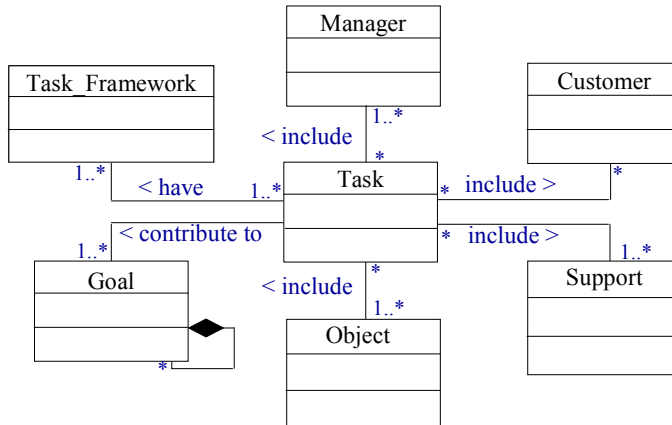 Manager
Task_Framework
Customer
1..*
< include
*
1..*
< have
1..*
Task
*
include >
*
< contribute to
*
include >
1..*
1..*
Goal
*
< include
1..*
Support
Object
*